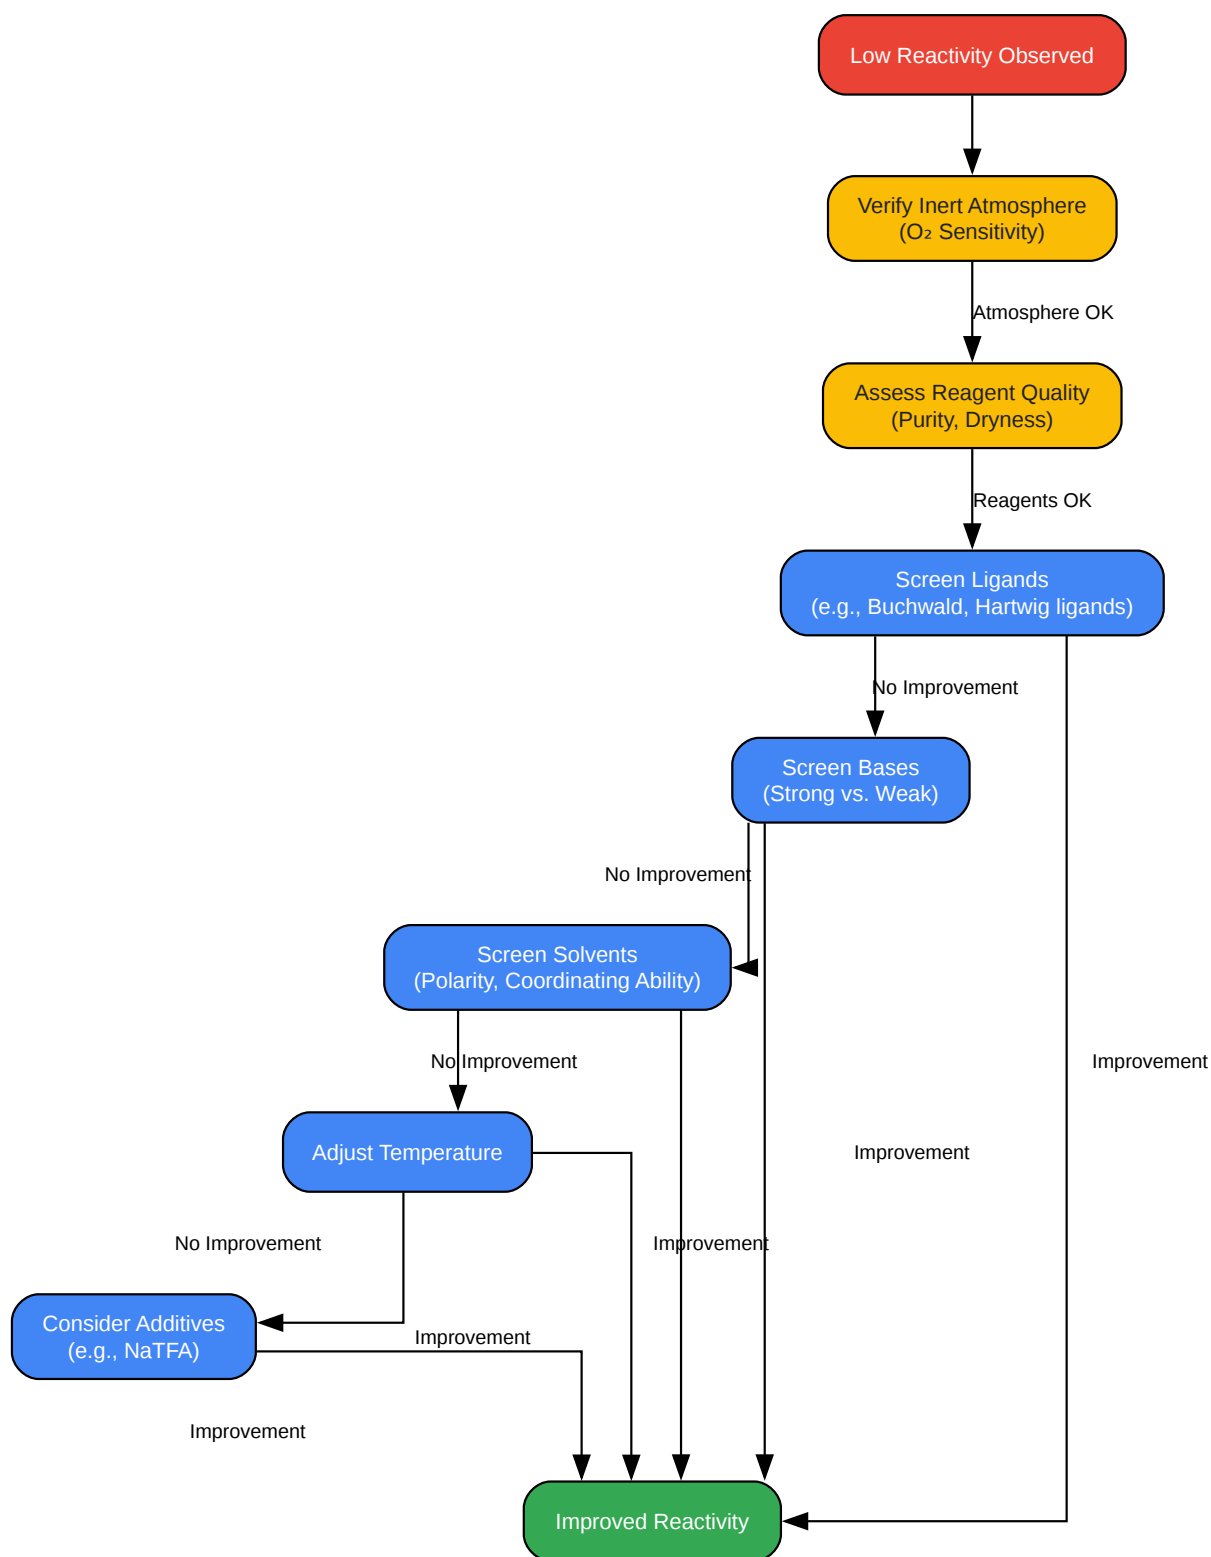 Low Reactivity Observed
Verify Inert Atmosphere
(O₂ Sensitivity)
Atmosphere OK
Assess Reagent Quality
(Purity, Dryness)
Reagents OK
Screen Ligands
(e.g., Buchwald, Hartwig ligands)
No Improvement
Screen Bases
(Strong vs. Weak)
No Improvement
Screen Solvents
(Polarity, Coordinating Ability)
No Improvement
Improvement
Adjust Temperature
Improvement
No Improvement
Improvement
Consider Additives
(e.g., NaTFA)
Improvement
Improvement
Improved Reactivity